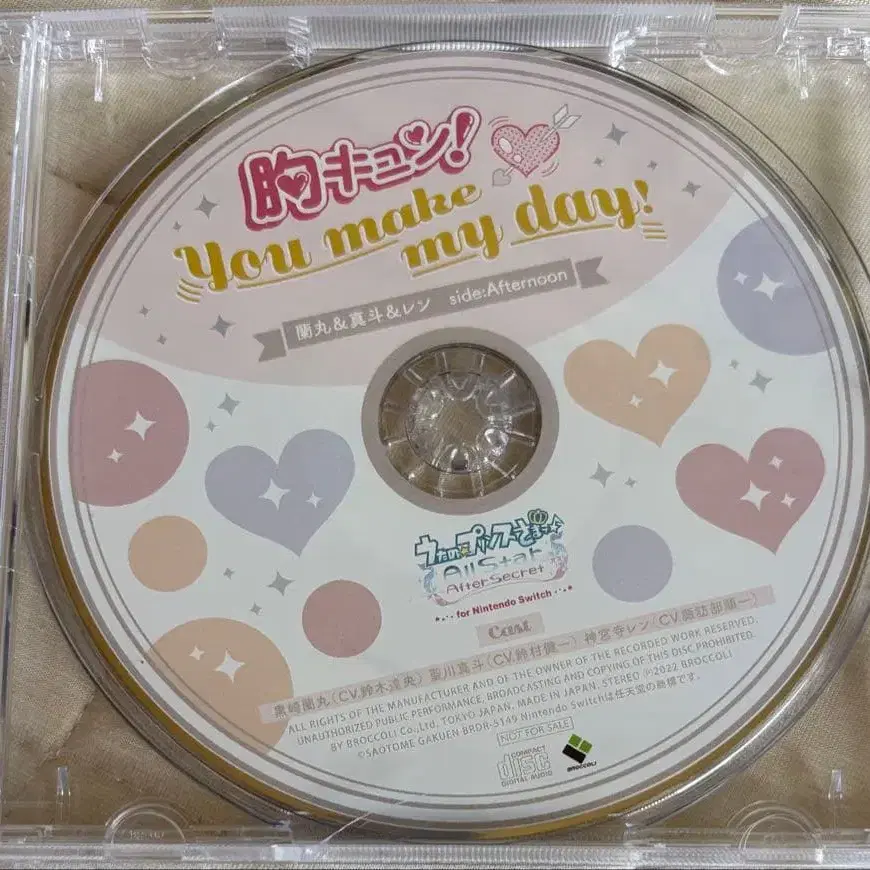 胸キュン!
You make
my day!
蘭丸&真斗&レン side:Afternoon
うたの☆プリンスさまっ♪
All Star
After Secret
for Nintendo Switch
Cast
黒崎蘭丸(CV.鈴木達央) 聖川真斗(CV.鈴村健一) 神宮寺レン(CV.諏訪部順一)
ALL RIGHTS OF THE MANUFACTURER AND OF THE OWNER OF THE RECORDED WORK RESERVED.
UNAUTHORIZED PUBLIC PERFORMANCE, BROADCASTING AND COPYING OF THIS DISC PROHIBITED.
BY BROCCOLI Co.,Ltd. TOKYO JAPAN. MADE IN JAPAN. STEREO Ⓟ2022 BROCCOLI
©SAOTOME GAKUEN BRDR-5149 Nintendo Switchは任天堂の商標です。
NOT FOR SALE
COMPACT
disc
DIGITAL AUDIO
BROCCOLI